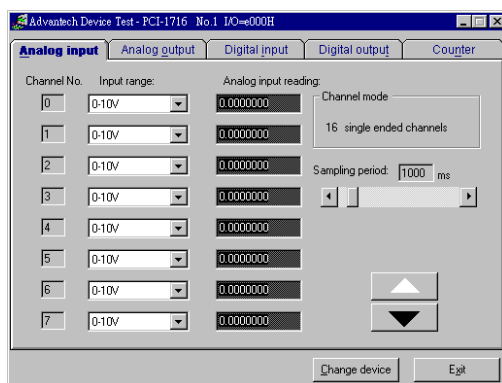 Advantech Device Test - PCI-1716 No.1 I/O=e000H
Analog input Analog output Digital input Digital output Counter
Channel No. Input range: Analog input reading:
Channel mode
0 0-10V 0.0000000
16 single ended channels
1 0-10V 0.0000000
2 0-10V 0.0000000
Sampling period: 1000 ms
3 0-10V 0.0000000
4 0-10V 0.0000000
5 0-10V 0.0000000
6 0-10V 0.0000000
7 0-10V 0.0000000
Change device Exit